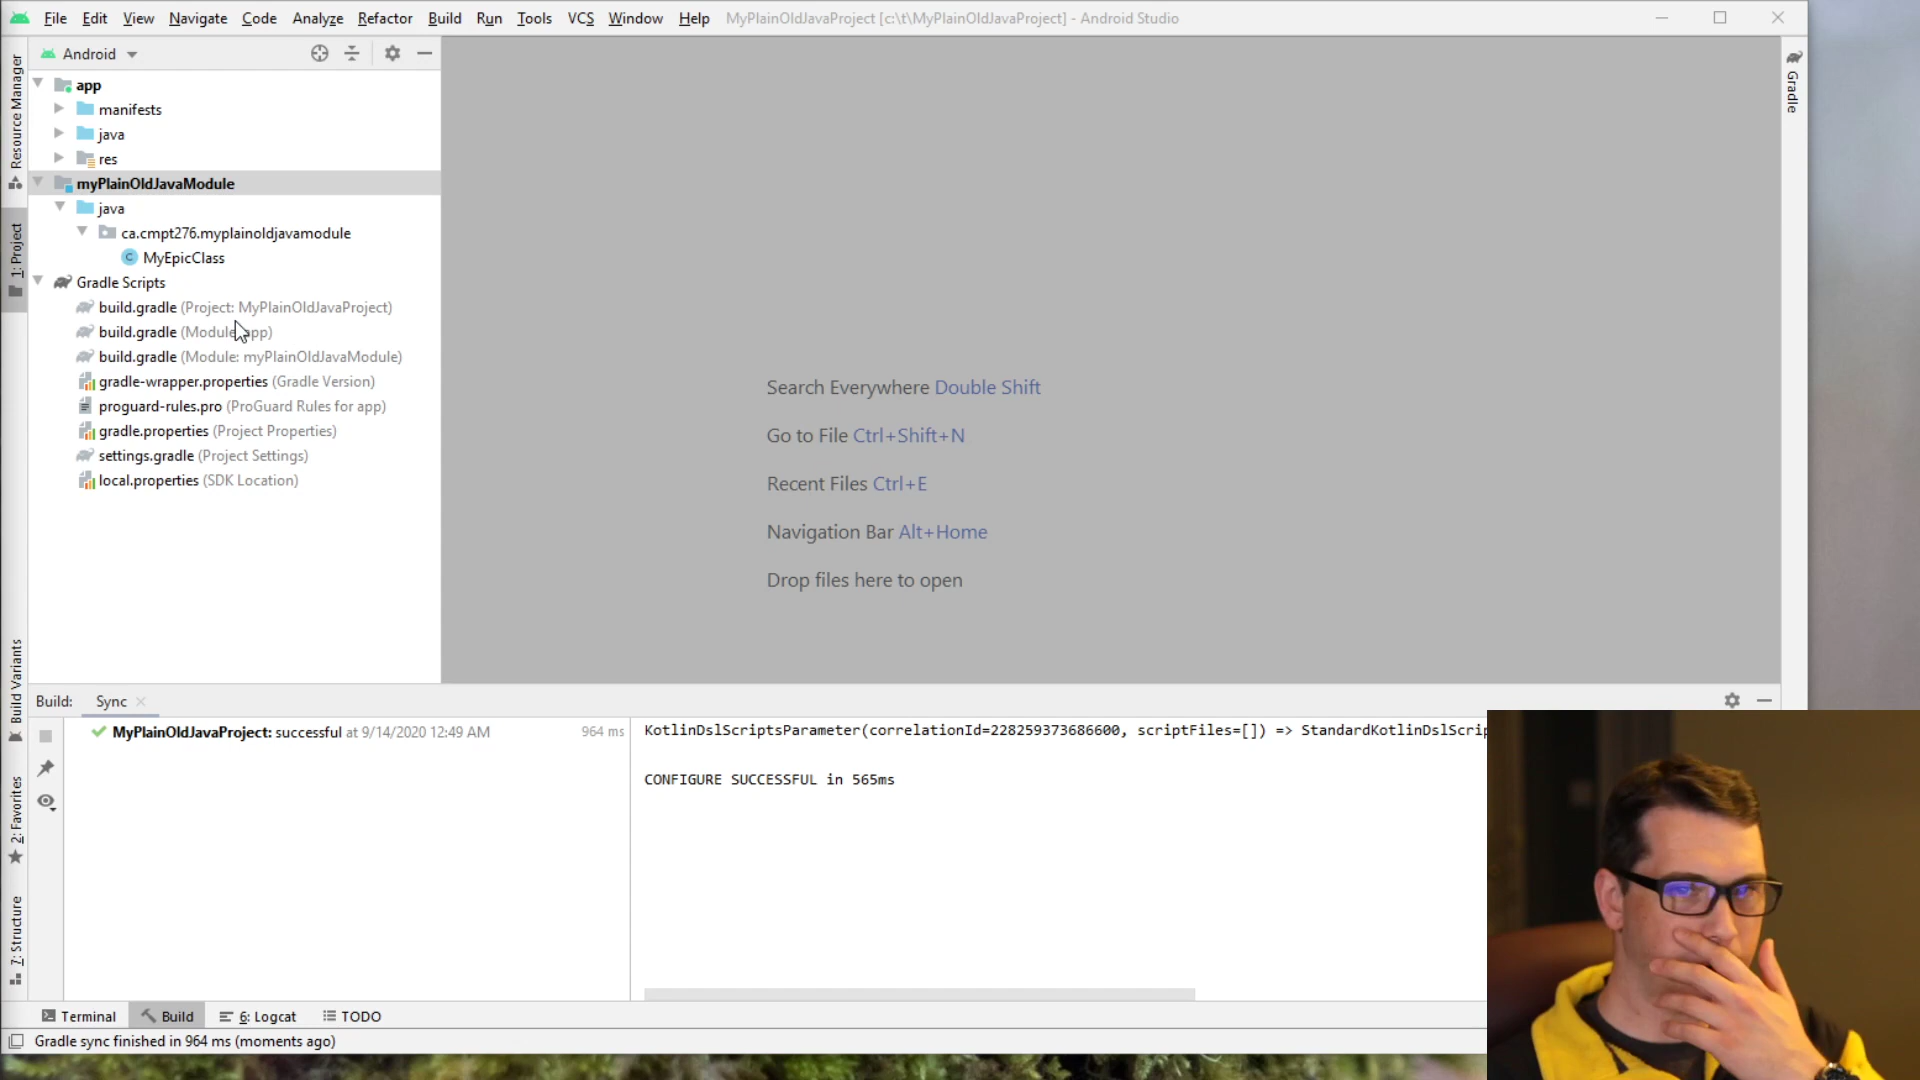 File Edit View Navigate Code Analyze Refactor Build Run Tools VCS Window Help MyPlainOldJavaProject [c:\t\MyPlainOldJavaProject] - Android Studio
Android
Resource Manager
1: Project
Build Variants
2: Favorites
7: Structure
Gradle
app
manifests
java
res
myPlainOldJavaModule
java
ca.cmpt276.myplainoldjavamodule
MyEpicClass
Gradle Scripts
build.gradle (Project: MyPlainOldJavaProject)
build.gradle (Module: app)
build.gradle (Module: myPlainOldJavaModule)
gradle-wrapper.properties (Gradle Version)
proguard-rules.pro (ProGuard Rules for app)
gradle.properties (Project Properties)
settings.gradle (Project Settings)
local.properties (SDK Location)
Search Everywhere Double Shift
Go to File Ctrl+Shift+N
Recent Files Ctrl+E
Navigation Bar Alt+Home
Drop files here to open
Build: Sync
MyPlainOldJavaProject: successful at 9/14/2020 12:49 AM 964 ms
KotlinDslScriptsParameter(correlationId=228259373686600, scriptFiles=[]) => StandardKotlinDslScrip
CONFIGURE SUCCESSFUL in 565ms
Terminal Build 6: Logcat TODO
Gradle sync finished in 964 ms (moments ago)